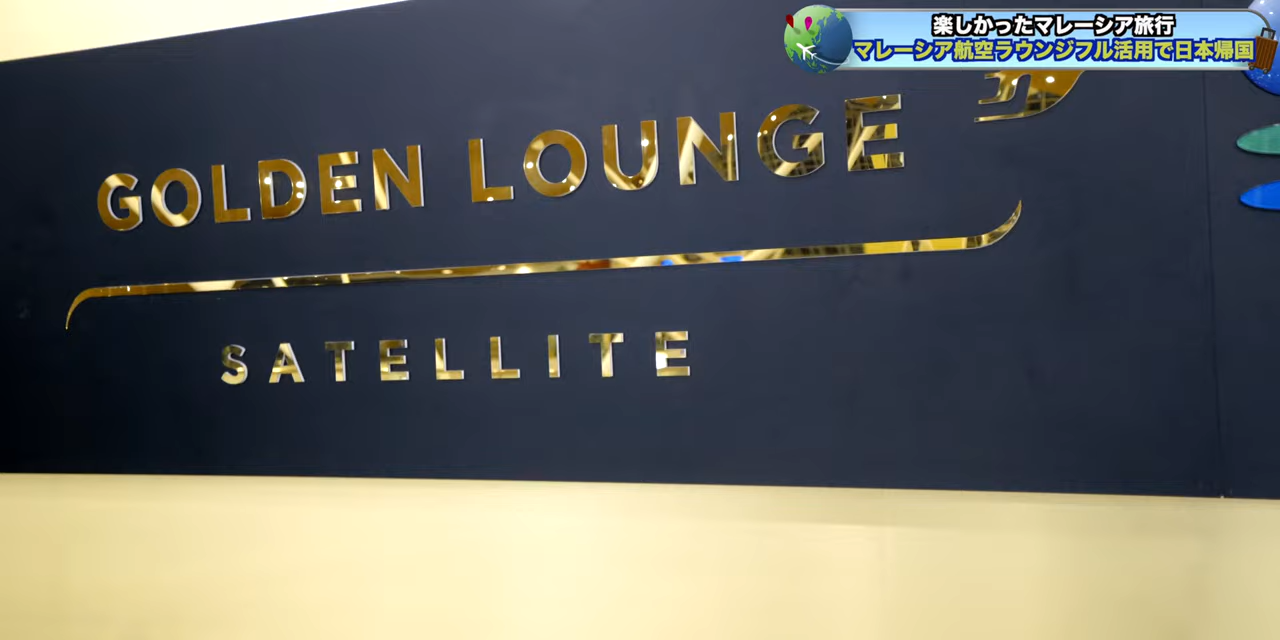 楽しかったマレーシア旅行
マレーシア航空ラウンジフル活用で日本帰国
GOLDEN LOUNGE
SATELLITE